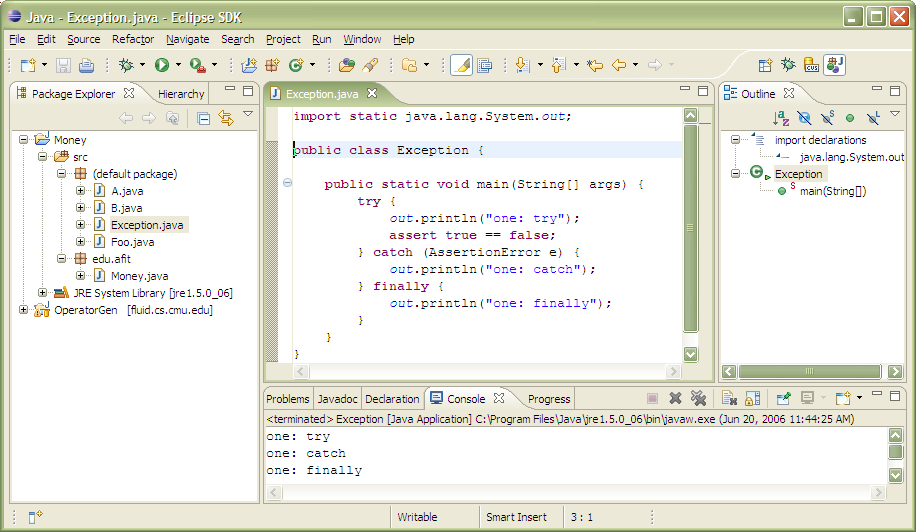 Java - Exception.java - Eclipse SDK
File Edit Source Refactor Navigate Search Project Run Window Help
Package Explorer Hierarchy
Money
src
(default package)
A.java
B.java
Exception.java
Foo.java
edu.afit
Money.java
JRE System Library [jre1.5.0_06]
OperatorGen [fluid.cs.cmu.edu]
Exception.java
import static java.lang.System.out;
public class Exception {
public static void main(String[] args) {
try {
out.println("one: try");
assert true == false;
} catch (AssertionError e) {
out.println("one: catch");
} finally {
out.println("one: finally");
}
}
}
Outline
import declarations
java.lang.System.out
Exception
main(String[])
Problems Javadoc Declaration Console Progress
<terminated> Exception [Java Application] C:\Program Files\Java\jre1.5.0_06\bin\javaw.exe (Jun 20, 2006 11:44:25 AM)
one: try
one: catch
one: finally
Writable Smart Insert 3 : 1